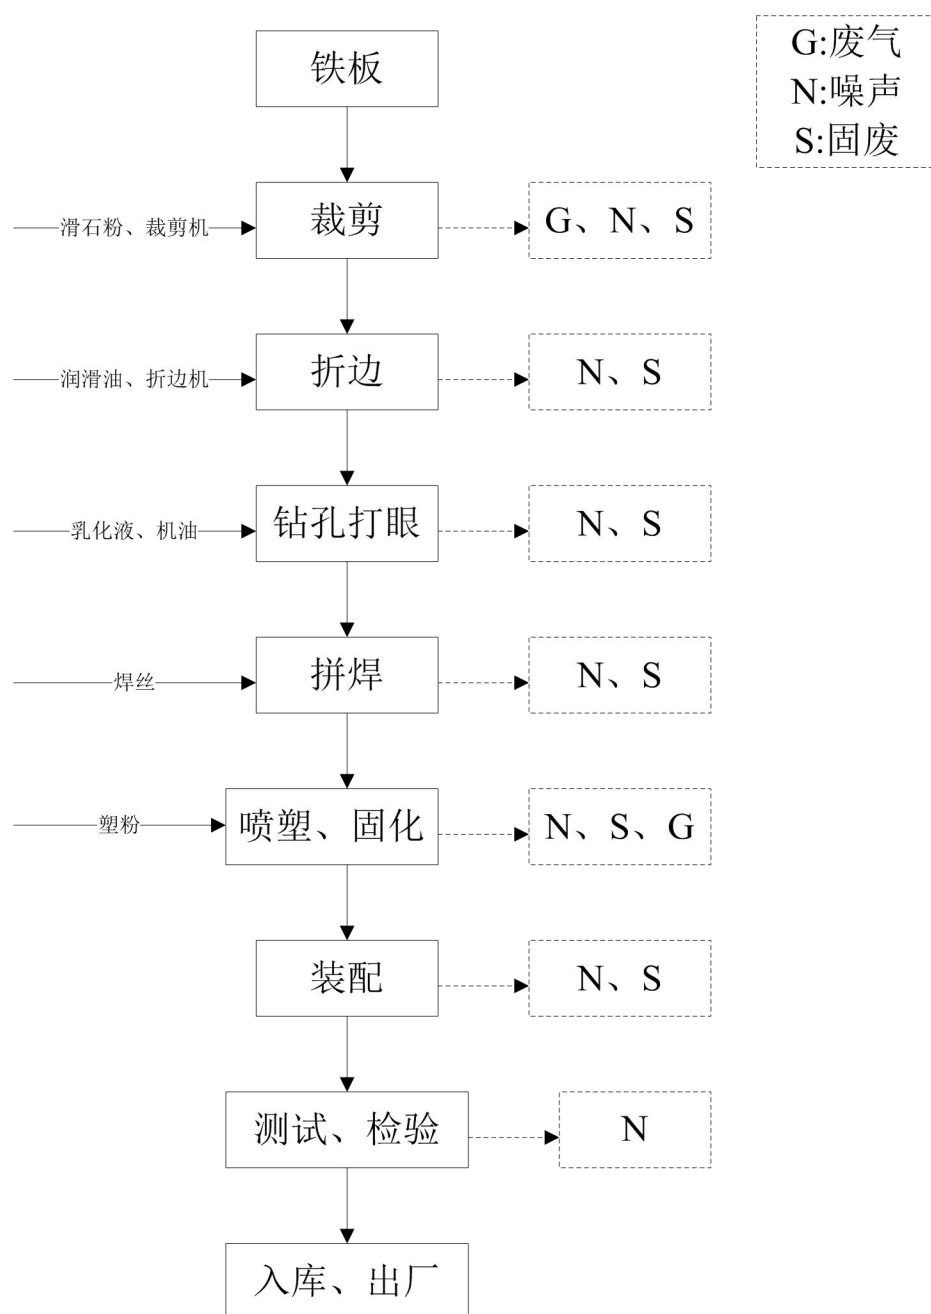 铁板
G:废气
N:噪声
S:固废
滑石粉、裁剪机
裁剪
G、N、S
润滑油、折边机
折边
N、S
乳化液、机油
钻孔打眼
N、S
焊丝
拼焊
N、S
塑粉
喷塑、固化
N、S、G
装配
N、S
测试、检验
N
入库、出厂